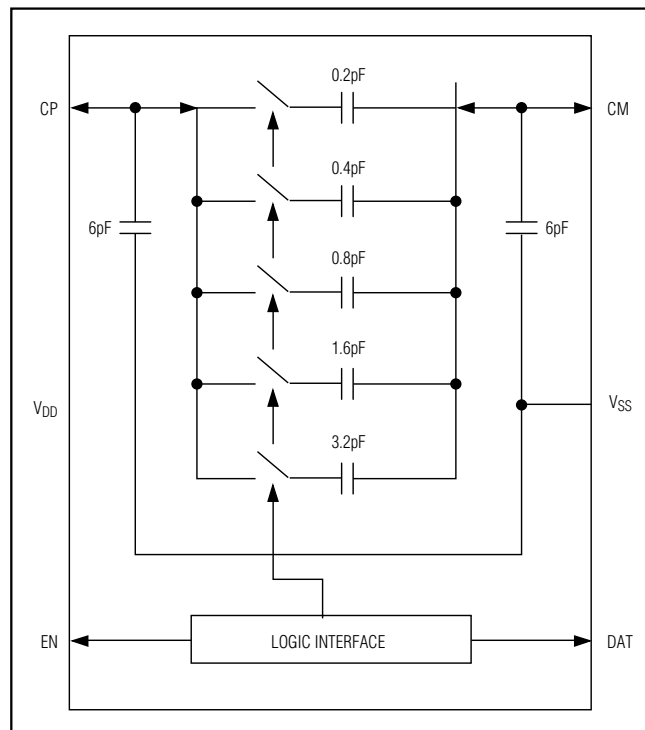 0.2pF
CP
CM
0.4pF
6pF
6pF
0.8pF
1.6pF
VDD
VSS
3.2pF
EN
LOGIC INTERFACE
DAT